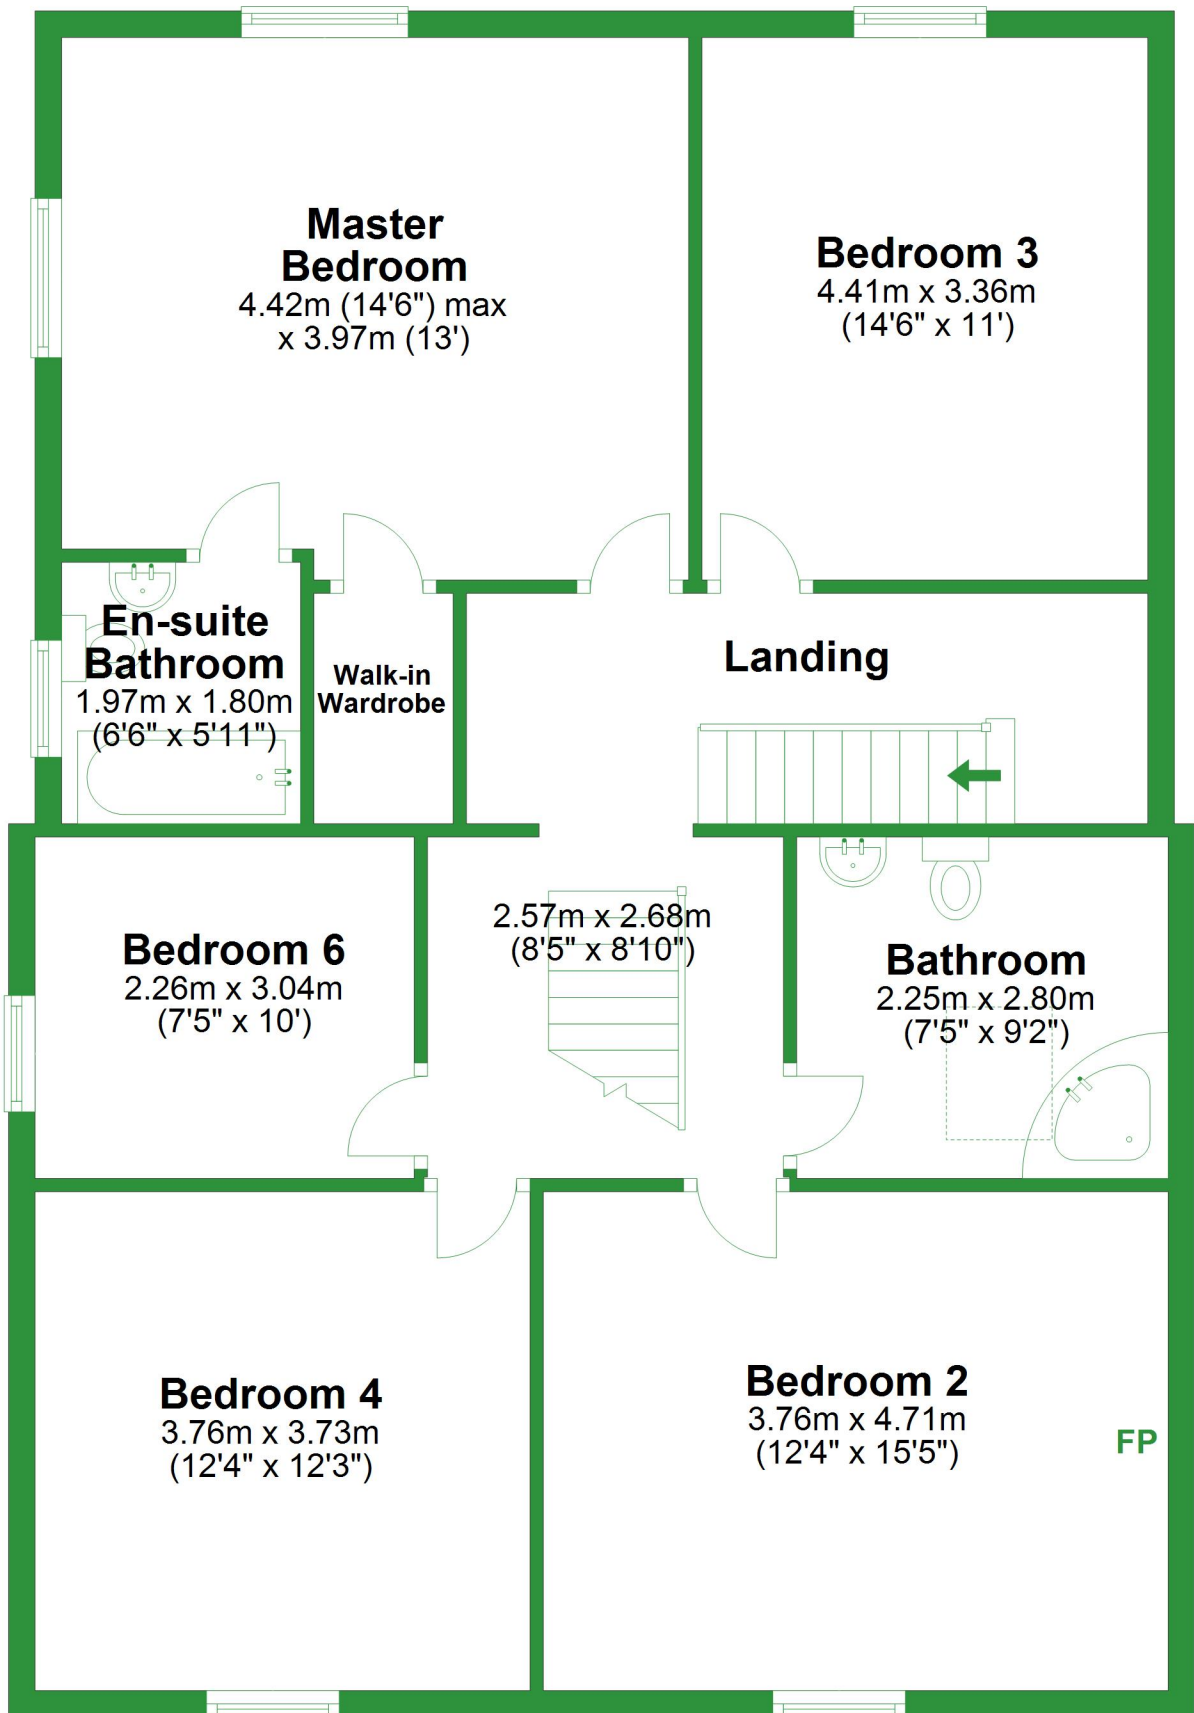 Master
Bedroom
4.42m (14'6") max
x 3.97m (13')
Bedroom 3
4.41m x 3.36m
(14'6" x 11')
En-suite
Bathroom
1.97m x 1.80m
(6'6" x 5'11")
Walk-in
Wardrobe
Landing
2.57m x 2.68m
(8'5" x 8'10")
Bedroom 6
2.26m x 3.04m
(7'5" x 10')
Bathroom
2.25m x 2.80m
(7'5" x 9'2")
Bedroom 4
3.76m x 3.73m
(12'4" x 12'3")
Bedroom 2
3.76m x 4.71m
(12'4" x 15'5")
FP